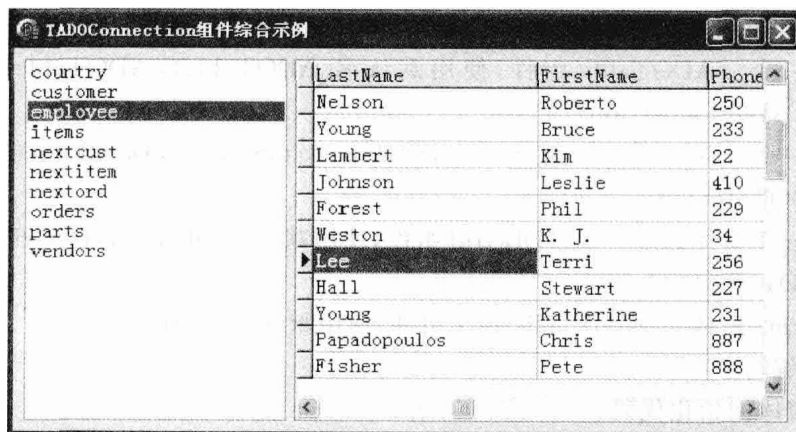 TADOConnection组件综合示例
country
customer
employee
items
nextcust
nextitem
nextord
orders
parts
vendors
LastName FirstName Phone
Nelson Roberto 250
Young Bruce 233
Lambert Kim 22
Johnson Leslie 410
Forest Phil 229
Weston K. J. 34
Lee Terri 256
Hall Stewart 227
Young Katherine 231
Papadopoulos Chris 887
Fisher Pete 888